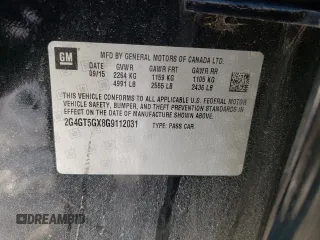 GM
MFD BY GENERAL MOTORS OF CANADA LTD.
DATE GVWR GAWR FRT GAWR RR
09/15 2264 KG 1159 KG 1105 KG
4991 LB 2555 LB 2436 LB
THIS VEHICLE CONFORMS TO ALL APPLICABLE U.S. FEDERAL MOTOR
VEHICLE SAFETY, BUMPER, AND THEFT PREVENTION STANDARDS
IN EFFECT ON THE DATE OF MANUFACTURE SHOWN ABOVE.
2G4GT5GX8G9112031 TYPE: PASS CAR
DREAMBID